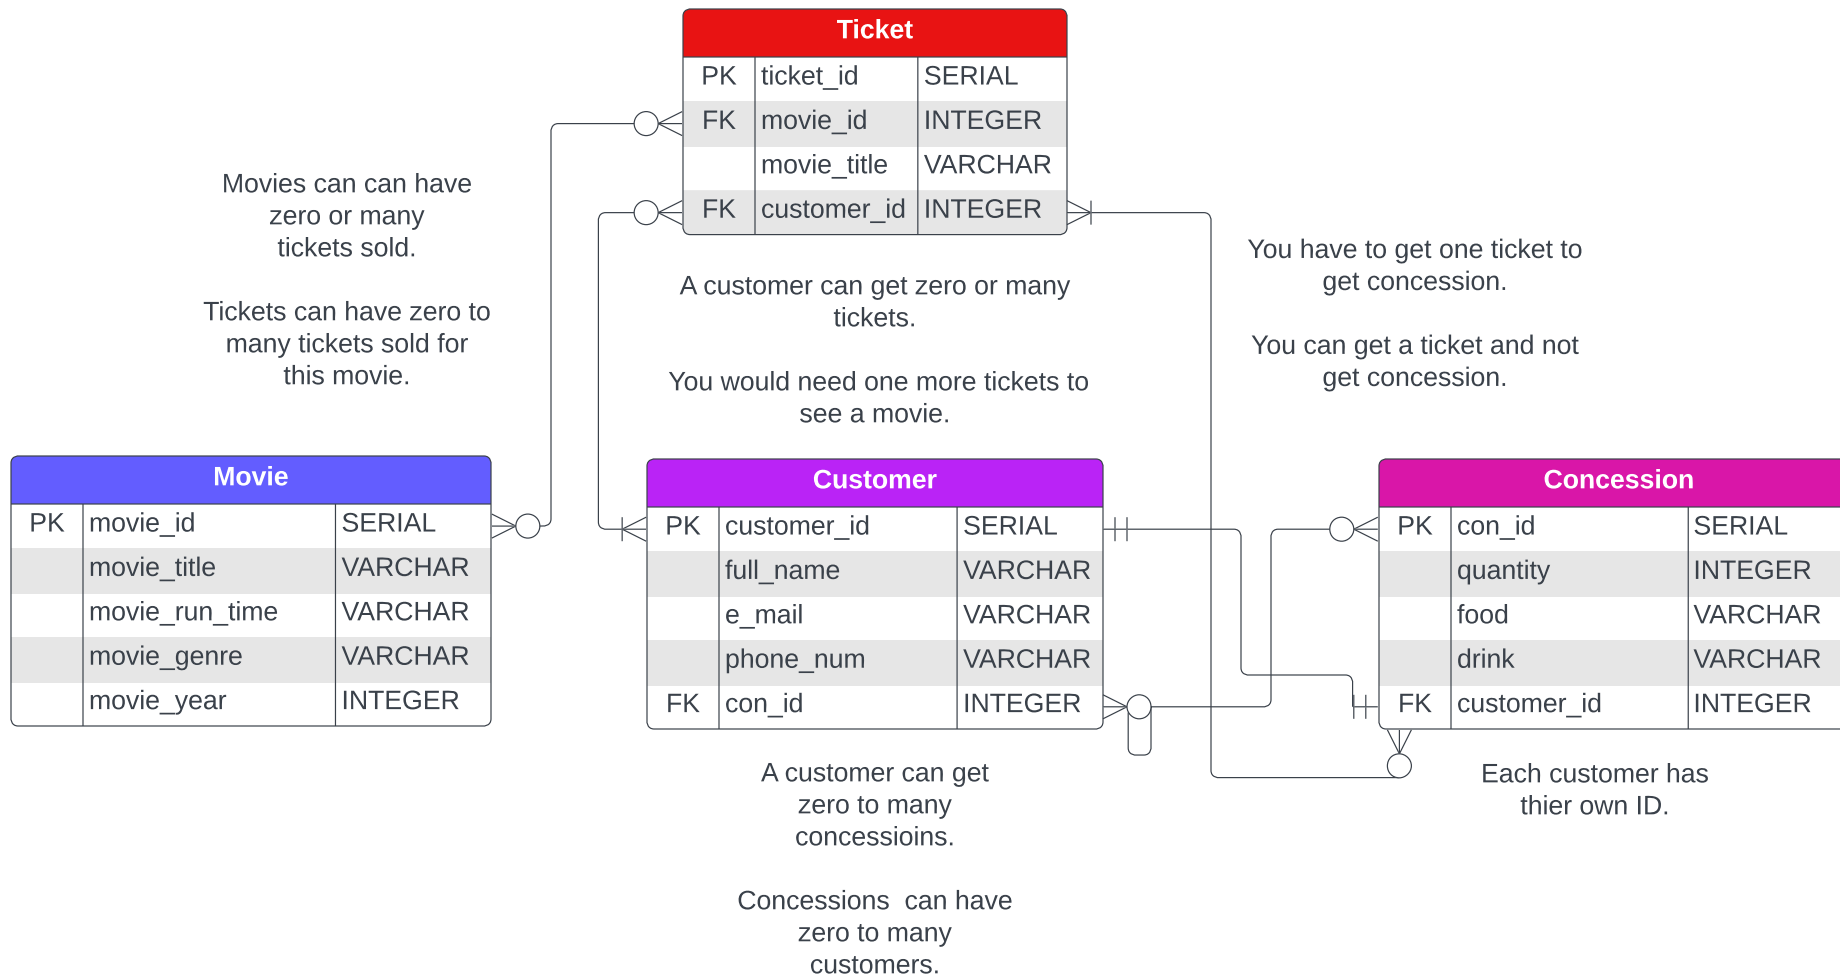 Ticket
PK ticket_id SERIAL
FK movie_id INTEGER
movie_title VARCHAR
FK customer_id INTEGER
Movies can can have
zero or many
tickets sold.
Tickets can have zero to
many tickets sold for
this movie.
A customer can get zero or many
tickets.
You would need one more tickets to
see a movie.
You have to get one ticket to
get concession.
You can get a ticket and not
get concession.
Movie
PK movie_id SERIAL
movie_title VARCHAR
movie_run_time VARCHAR
movie_genre VARCHAR
movie_year INTEGER
Customer
PK customer_id SERIAL
full_name VARCHAR
e_mail VARCHAR
phone_num VARCHAR
FK con_id INTEGER
Concession
PK con_id SERIAL
quantity INTEGER
food VARCHAR
drink VARCHAR
FK customer_id INTEGER
A customer can get
zero to many
concessioins.
Concessions can have
zero to many
customers.
Each customer has
thier own ID.